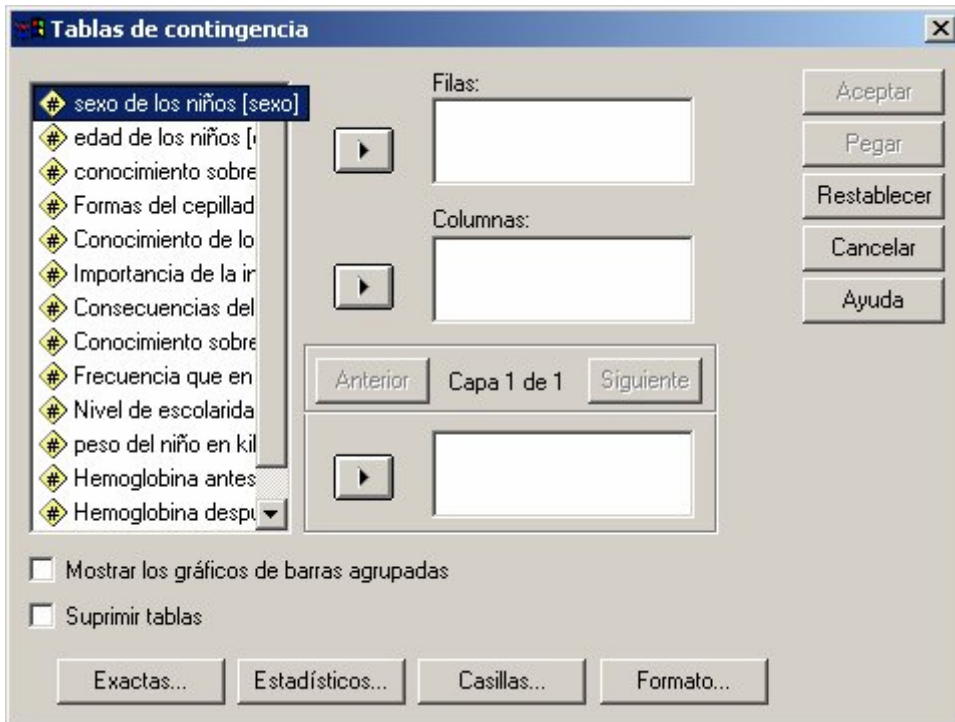 Tablas de contingencia
sexo de los niños [sexo]
edad de los niños [
conocimiento sobre
Formas del cepillad
Conocimiento de lo
Importancia de la in
Consecuencias del
Conocimiento sobre
Frecuencia que en
Nivel de escolarida
peso del niño en kil
Hemoglobina antes
Hemoglobina despu
Filas:
Columnas:
Anterior
Capa 1 de 1
Siguiente
Aceptar
Pegar
Restablecer
Cancelar
Ayuda
Mostrar los gráficos de barras agrupadas
Suprimir tablas
Exactas...
Estadísticos...
Casillas...
Formato...